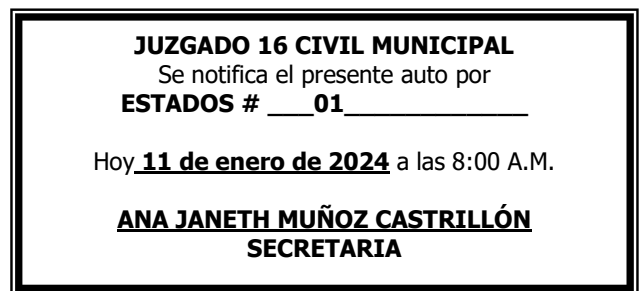 JUZGADO 16 CIVIL MUNICIPAL
Se notifica el presente auto por
ESTADOS # ___01____________
Hoy 11 de enero de 2024 a las 8:00 A.M.
ANA JANETH MUÑOZ CASTRILLÓN
SECRETARIA